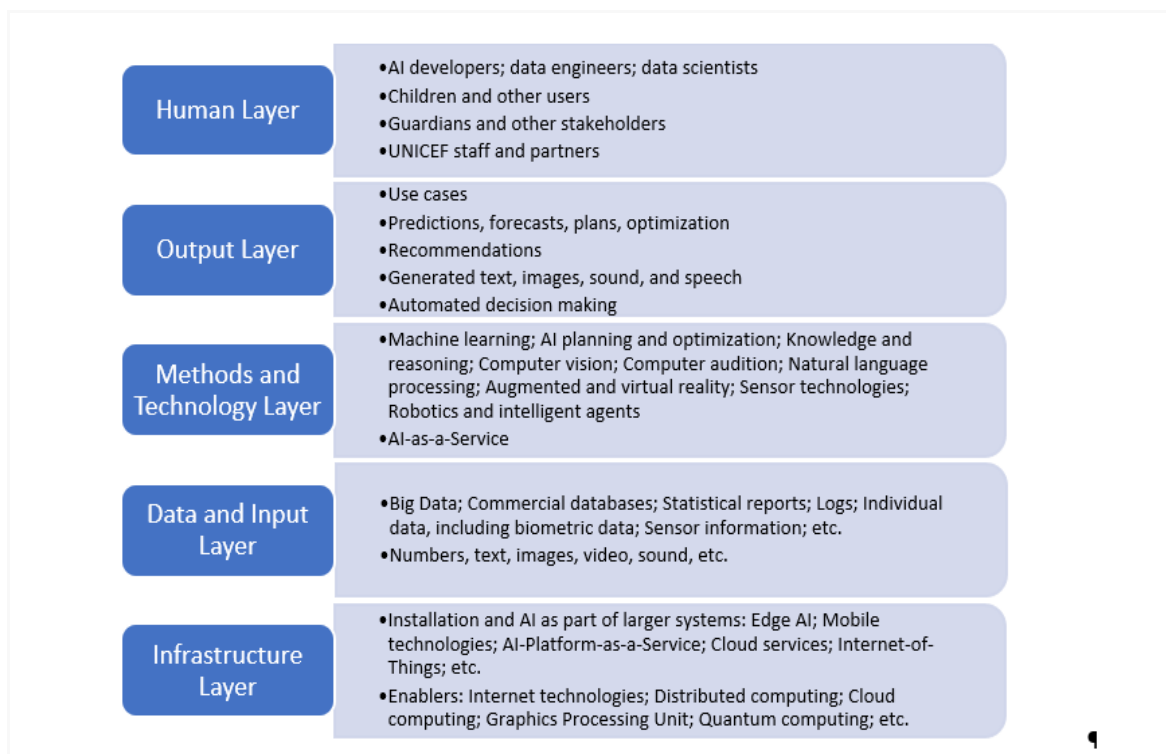 Human Layer
•AI developers; data engineers; data scientists
•Children and other users
•Guardians and other stakeholders
•UNICEF staff and partners
Output Layer
•Use cases
•Predictions, forecasts, plans, optimization
•Recommendations
•Generated text, images, sound, and speech
•Automated decision making
Methods and
Technology Layer
•Machine learning; AI planning and optimization; Knowledge and
reasoning; Computer vision; Computer audition; Natural language
processing; Augmented and virtual reality; Sensor technologies;
Robotics and intelligent agents
•AI-as-a-Service
Data and Input
Layer
•Big Data; Commercial databases; Statistical reports; Logs; Individual
data, including biometric data; Sensor information; etc.
•Numbers, text, images, video, sound, etc.
Infrastructure
Layer
•Installation and AI as part of larger systems: Edge AI; Mobile
technologies; AI-Platform-as-a-Service; Cloud services; Internet-of-
Things; etc.
•Enablers: Internet technologies; Distributed computing; Cloud
computing; Graphics Processing Unit; Quantum computing; etc.
¶